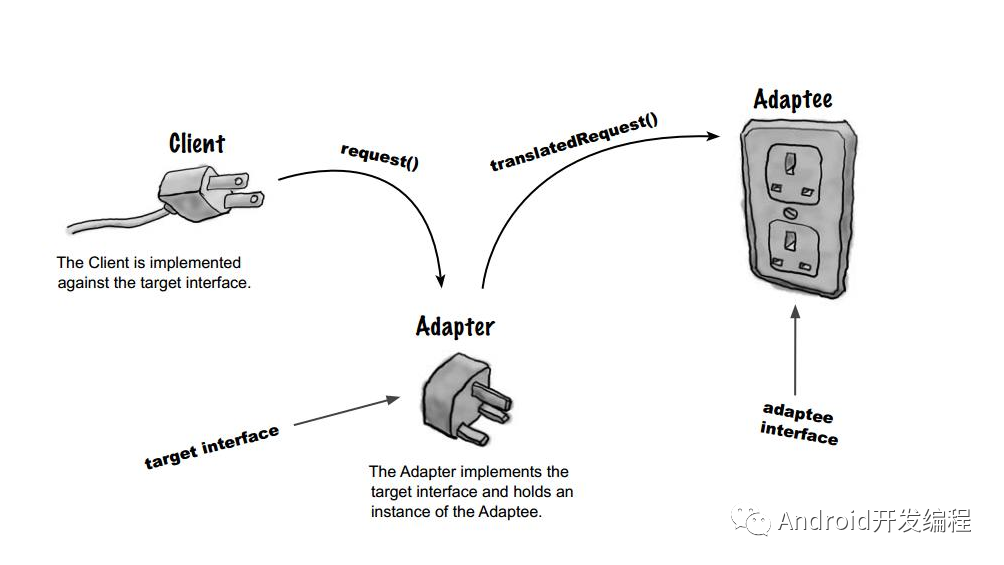 Client
request()
translatedRequest()
Adaptee
The Client is implemented
against the target interface.
Adapter
target interface
adaptee
interface
The Adapter implements the
target interface and holds an
instance of the Adaptee.
Android开发编程